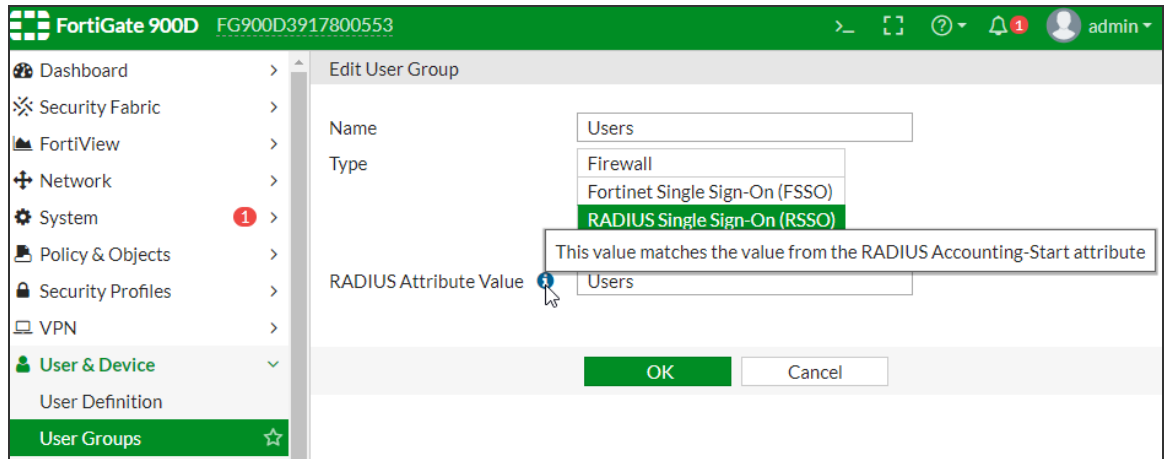 FortiGate 900D FG900D3917800553 >_ admin
1
Dashboard
Edit User Group
Security Fabric
FortiView
Name Users
Type Firewall
Network
Fortinet Single Sign-On (FSSO)
System 1
RADIUS Single Sign-On (RSSO)
This value matches the value from the RADIUS Accounting-Start attribute
Policy & Objects
Security Profiles
RADIUS Attribute Value Users
VPN
User & Device
OK Cancel
User Definition
User Groups